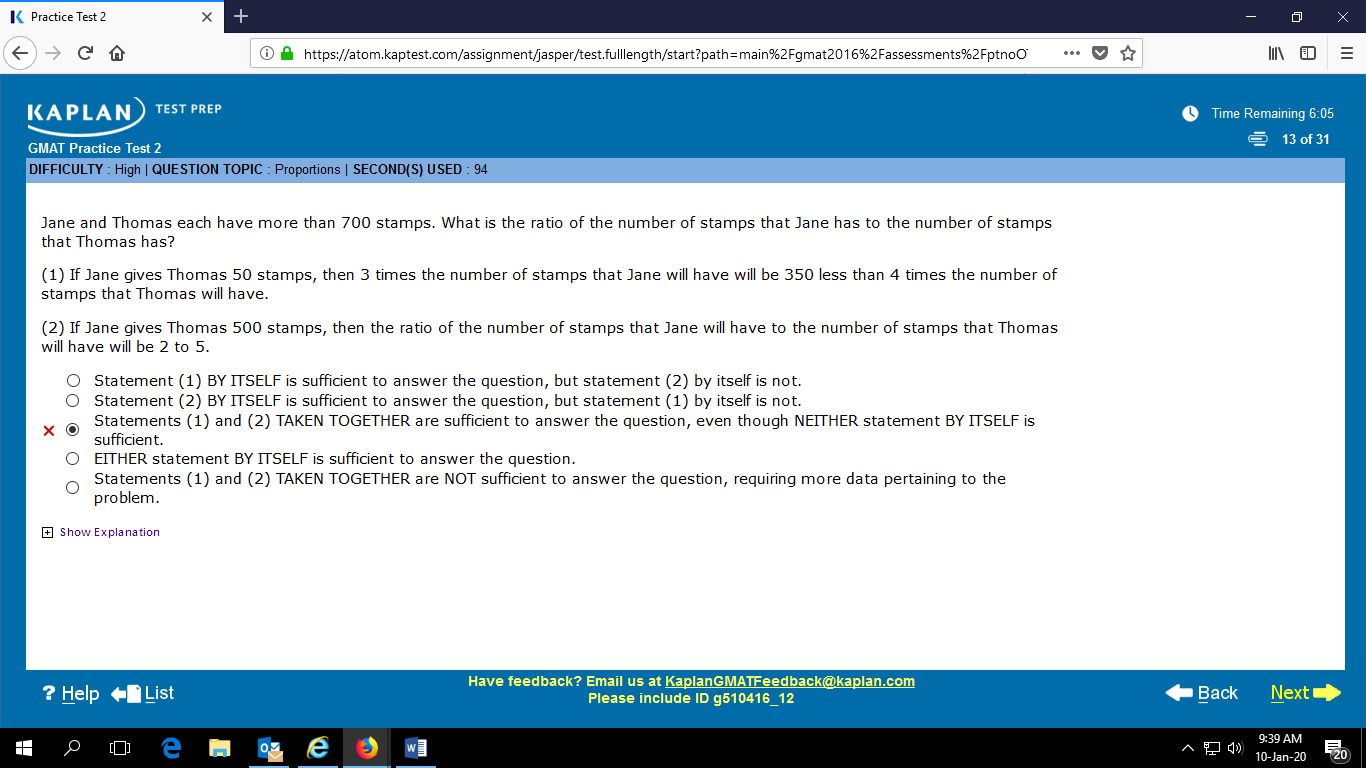 Practice Test 2
https://atom.kaptest.com/assignment/jasper/test.fulllength/start?path=main%2Fgmat2016%2Fassessments%2FptnoO
KAPLAN TEST PREP
Time Remaining 6:05
GMAT Practice Test 2
13 of 31
DIFFICULTY : High | QUESTION TOPIC : Proportions | SECOND(S) USED : 94
Jane and Thomas each have more than 700 stamps. What is the ratio of the number of stamps that Jane has to the number of stamps
that Thomas has?
(1) If Jane gives Thomas 50 stamps, then 3 times the number of stamps that Jane will have will be 350 less than 4 times the number of
stamps that Thomas will have.
(2) If Jane gives Thomas 500 stamps, then the ratio of the number of stamps that Jane will have to the number of stamps that Thomas
will have will be 2 to 5.
Statement (1) BY ITSELF is sufficient to answer the question, but statement (2) by itself is not.
Statement (2) BY ITSELF is sufficient to answer the question, but statement (1) by itself is not.
Statements (1) and (2) TAKEN TOGETHER are sufficient to answer the question, even though NEITHER statement BY ITSELF is
sufficient.
EITHER statement BY ITSELF is sufficient to answer the question.
Statements (1) and (2) TAKEN TOGETHER are NOT sufficient to answer the question, requiring more data pertaining to the
problem.
Show Explanation
? Help List
Have feedback? Email us at KaplanGMATFeedback@kaplan.com
Please include ID g510416_12
Back Next
9:39 AM
10-Jan-20
20